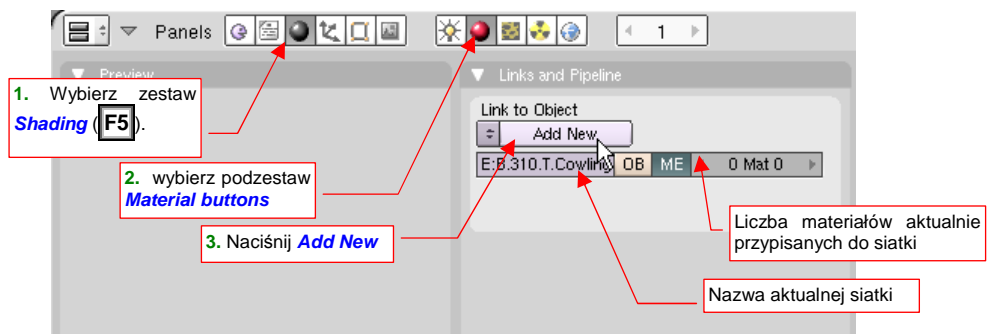 Panels
1
Preview
Links and Pipeline
1. Wybierz zestaw
Shading (F5).
Link to Object
Add New
E:B.310.T.Cowling OB ME 0 Mat 0
2. wybierz podzestaw
Material buttons
3. Naciśnij Add New
Liczba materiałów aktualnie
przypisanych do siatki
Nazwa aktualnej siatki